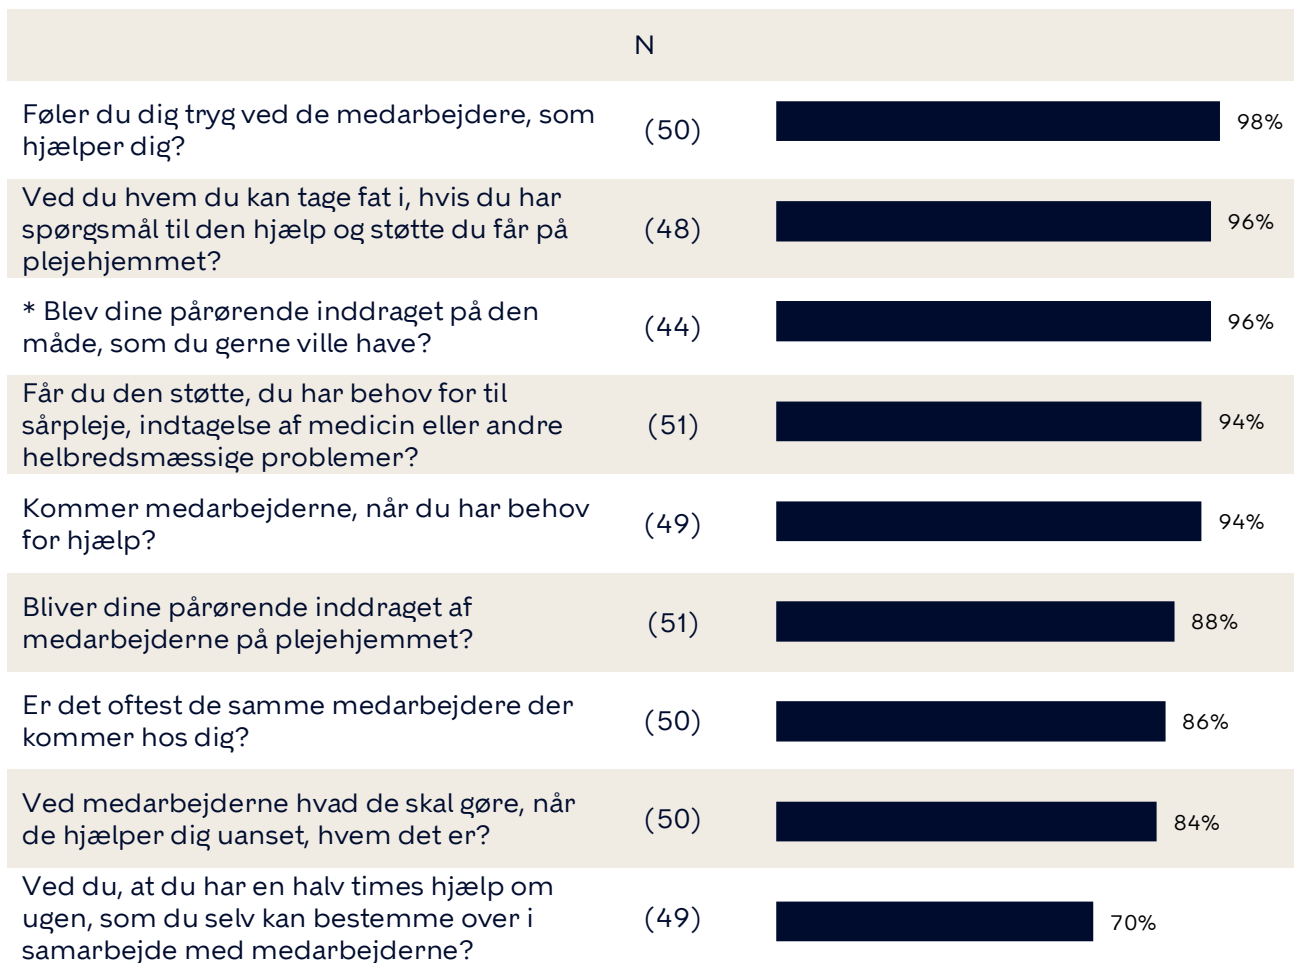 N
Føler du dig tryg ved de medarbejdere, som
hjælper dig?
(50)
98%
Ved du hvem du kan tage fat i, hvis du har
spørgsmål til den hjælp og støtte du får på
plejehjemmet?
(48)
96%
* Blev dine pårørende inddraget på den
måde, som du gerne ville have?
(44)
96%
Får du den støtte, du har behov for til
sårpleje, indtagelse af medicin eller andre
helbredsmæssige problemer?
(51)
94%
Kommer medarbejderne, når du har behov
for hjælp?
(49)
94%
Bliver dine pårørende inddraget af
medarbejderne på plejehjemmet?
(51)
88%
Er det oftest de samme medarbejdere der
kommer hos dig?
(50)
86%
Ved medarbejderne hvad de skal gøre, når
de hjælper dig uanset, hvem det er?
(50)
84%
Ved du, at du har en halv times hjælp om
ugen, som du selv kan bestemme over i
samarbejde med medarbejderne?
(49)
70%